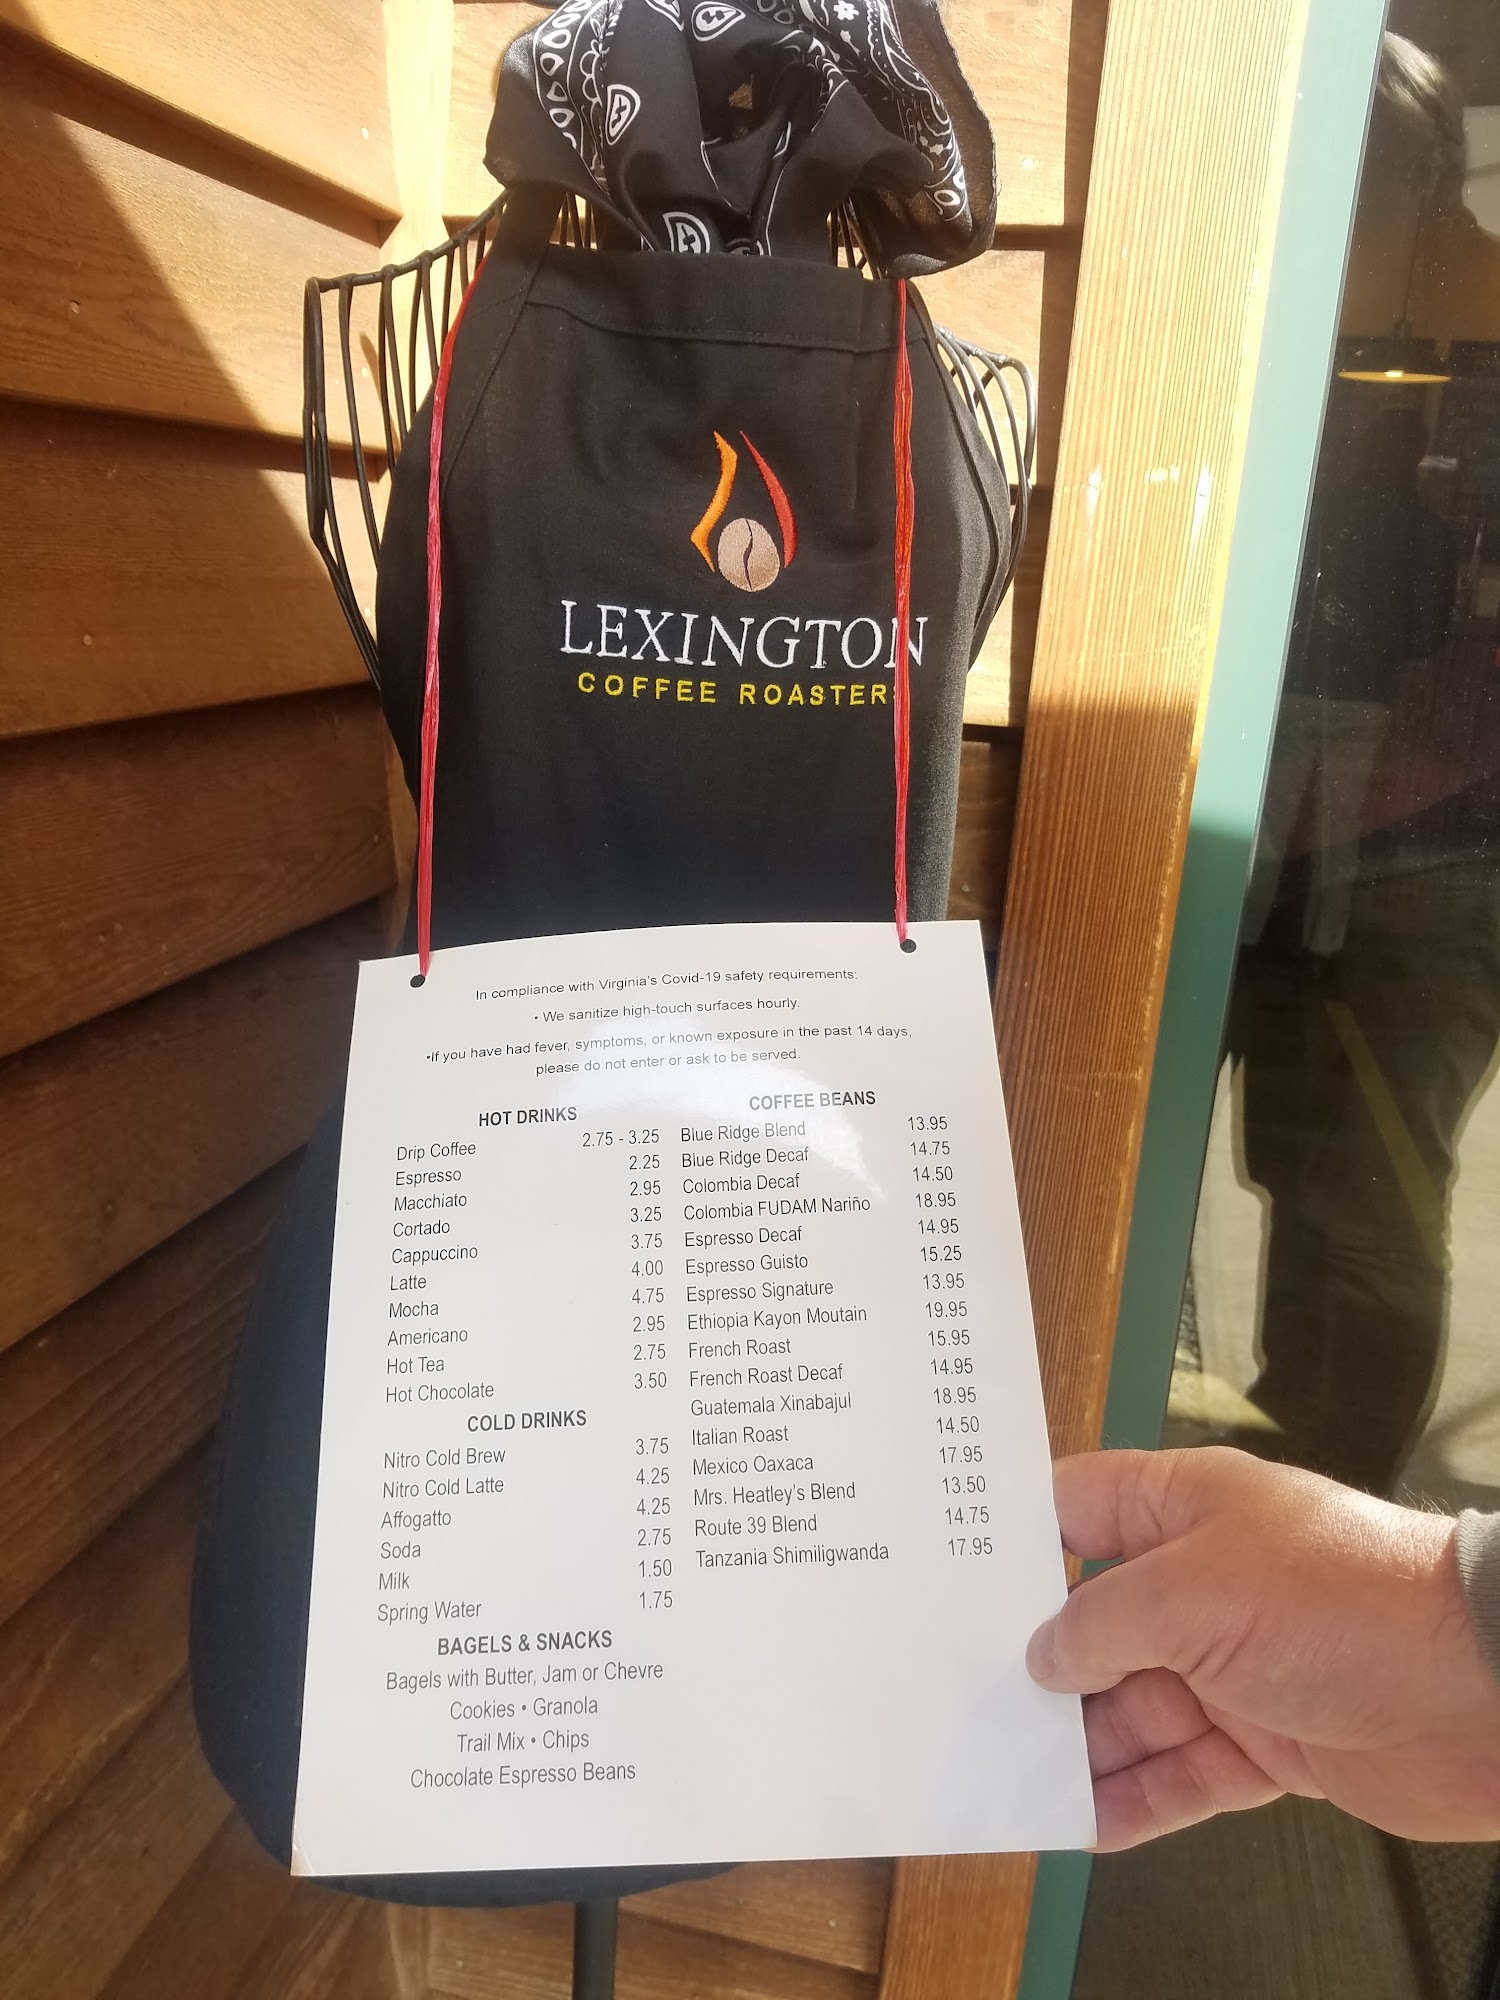 LEXINGTON
COFFEE ROASTERS
In compliance with Virginia's Covid-19 safety requirements:
• We sanitize high-touch surfaces hourly.
•If you have had fever, symptoms, or known exposure in the past 14 days,
please do not enter or ask to be served.
HOT DRINKS
Drip Coffee 2.75 - 3.25
Espresso 2.25
Macchiato 2.95
Cortado 3.25
Cappuccino 3.75
Latte 4.00
Mocha 4.75
Americano 2.95
Hot Tea 2.75
Hot Chocolate 3.50
COLD DRINKS
Nitro Cold Brew 3.75
Nitro Cold Latte 4.25
Affogatto 4.25
Soda 2.75
Milk 1.50
Spring Water 1.75
BAGELS & SNACKS
Bagels with Butter, Jam or Chevre
Cookies • Granola
Trail Mix • Chips
Chocolate Espresso Beans
COFFEE BEANS
Blue Ridge Blend 13.95
Blue Ridge Decaf 14.75
Colombia Decaf 14.50
Colombia FUDAM Nariño 18.95
Espresso Decaf 14.95
Espresso Guisto 15.25
Espresso Signature 13.95
Ethiopia Kayon Moutain 19.95
French Roast 15.95
French Roast Decaf 14.95
Guatemala Xinabajul 18.95
Italian Roast 14.50
Mexico Oaxaca 17.95
Mrs. Heatley's Blend 13.50
Route 39 Blend 14.75
Tanzania Shimiligwanda 17.95